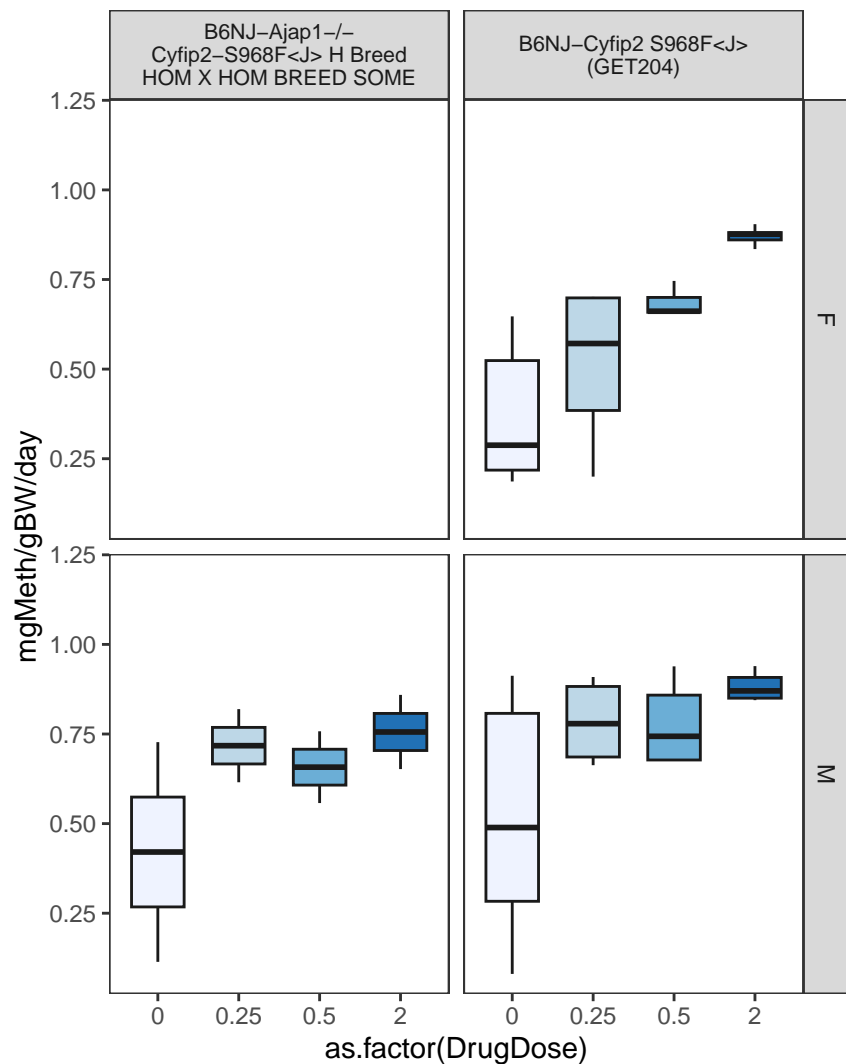 B6NJ−Ajap1−/−
Cyfip2−S968F<J> H Breed
HOM X HOM BREED SOME
B6NJ−Cyfip2 S968F<J>
(GET204)
1.25
1.00
0.75
0.50
0.25
F
1.25
1.00
0.75
0.50
0.25
M
mgMeth/gBW/day
0 0.25 0.5 2
0 0.25 0.5 2
as.factor(DrugDose)